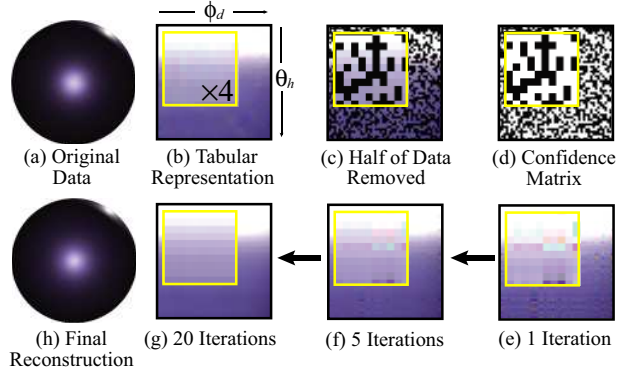 ϕd
θh
×4
(a) Original
Data
(b) Tabular
Representation
(c) Half of Data
Removed
(d) Confidence
Matrix
(h) Final
Reconstruction
(g) 20 Iterations
(f) 5 Iterations
(e) 1 Iteration